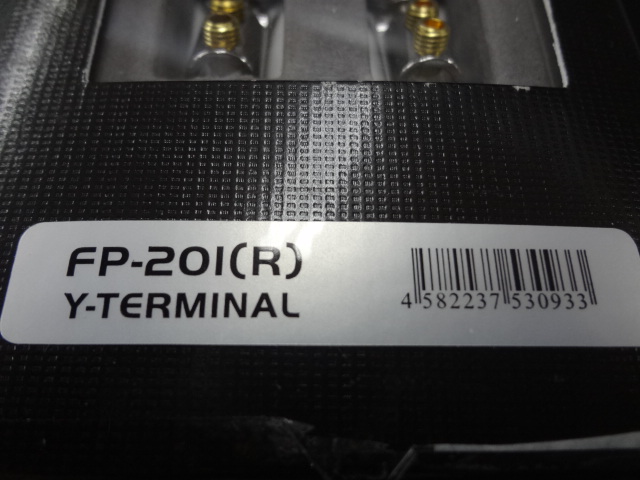 FP-201(R)
Y-TERMINAL
4 582237 530933